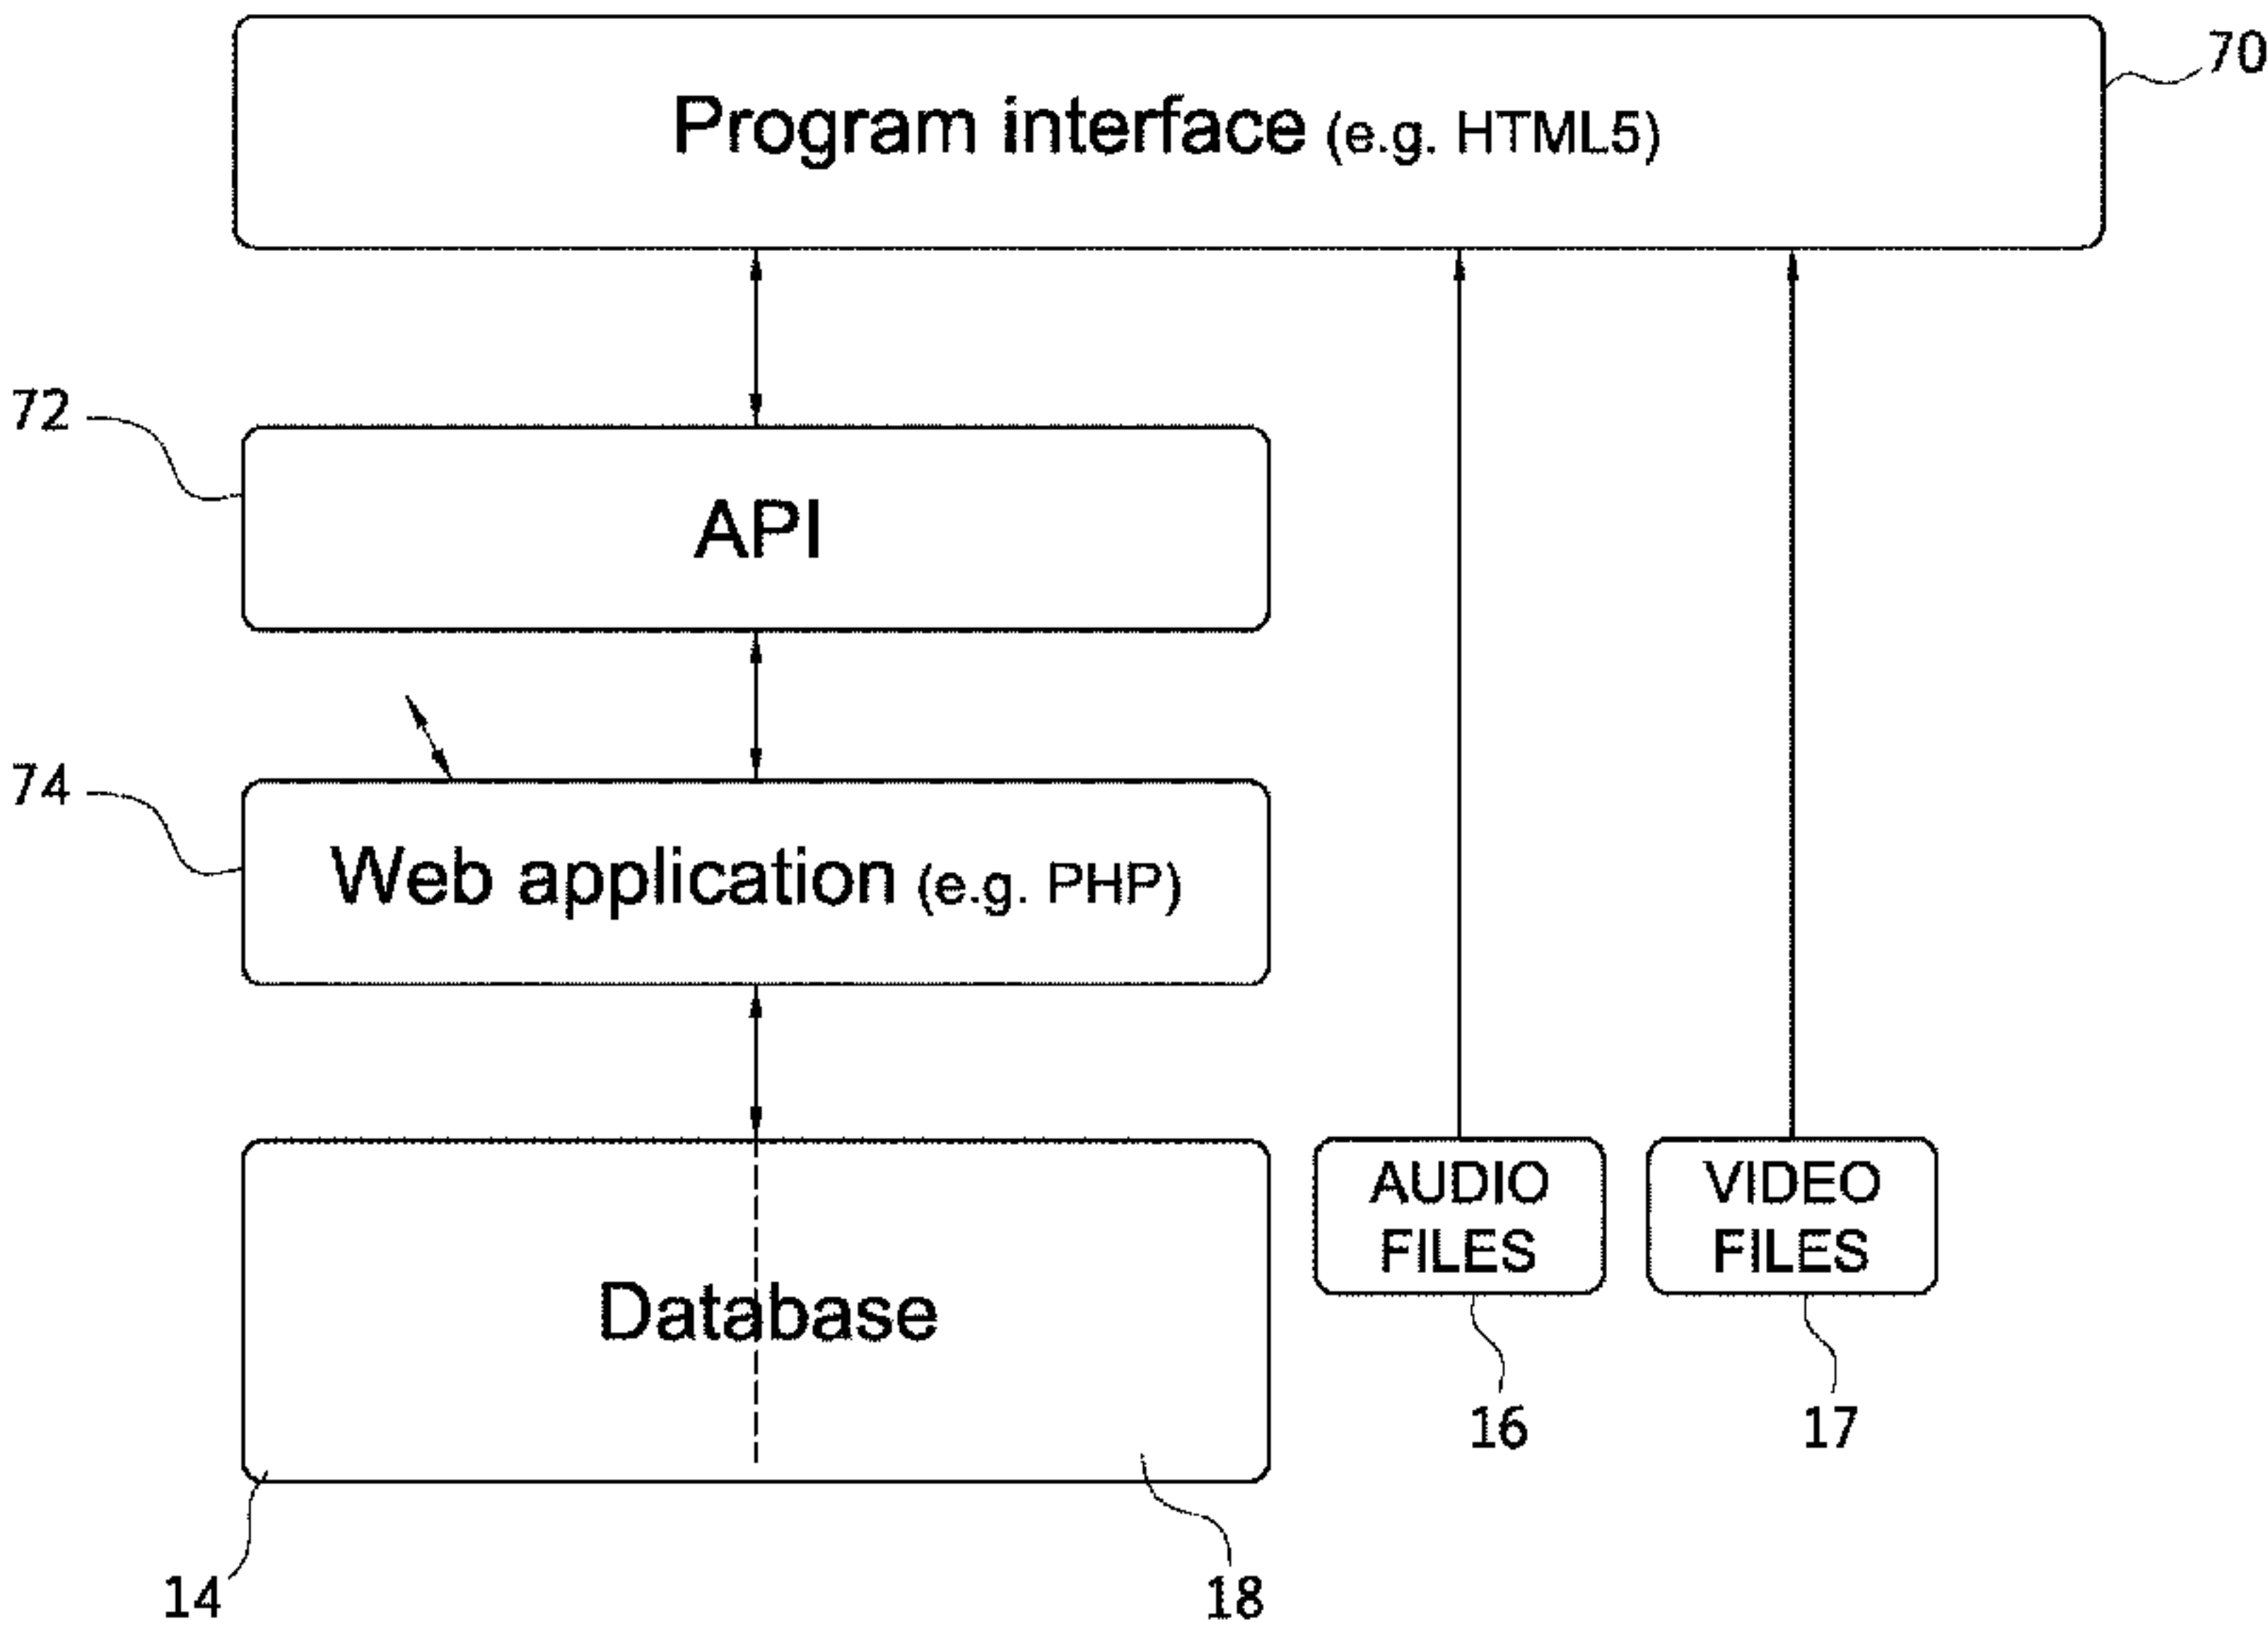 70
Program interface (e.g. HTML5)
72
API
74
Web application (e.g. PHP)
AUDIO
FILES
VIDEO
FILES
Database
16
17
14
18